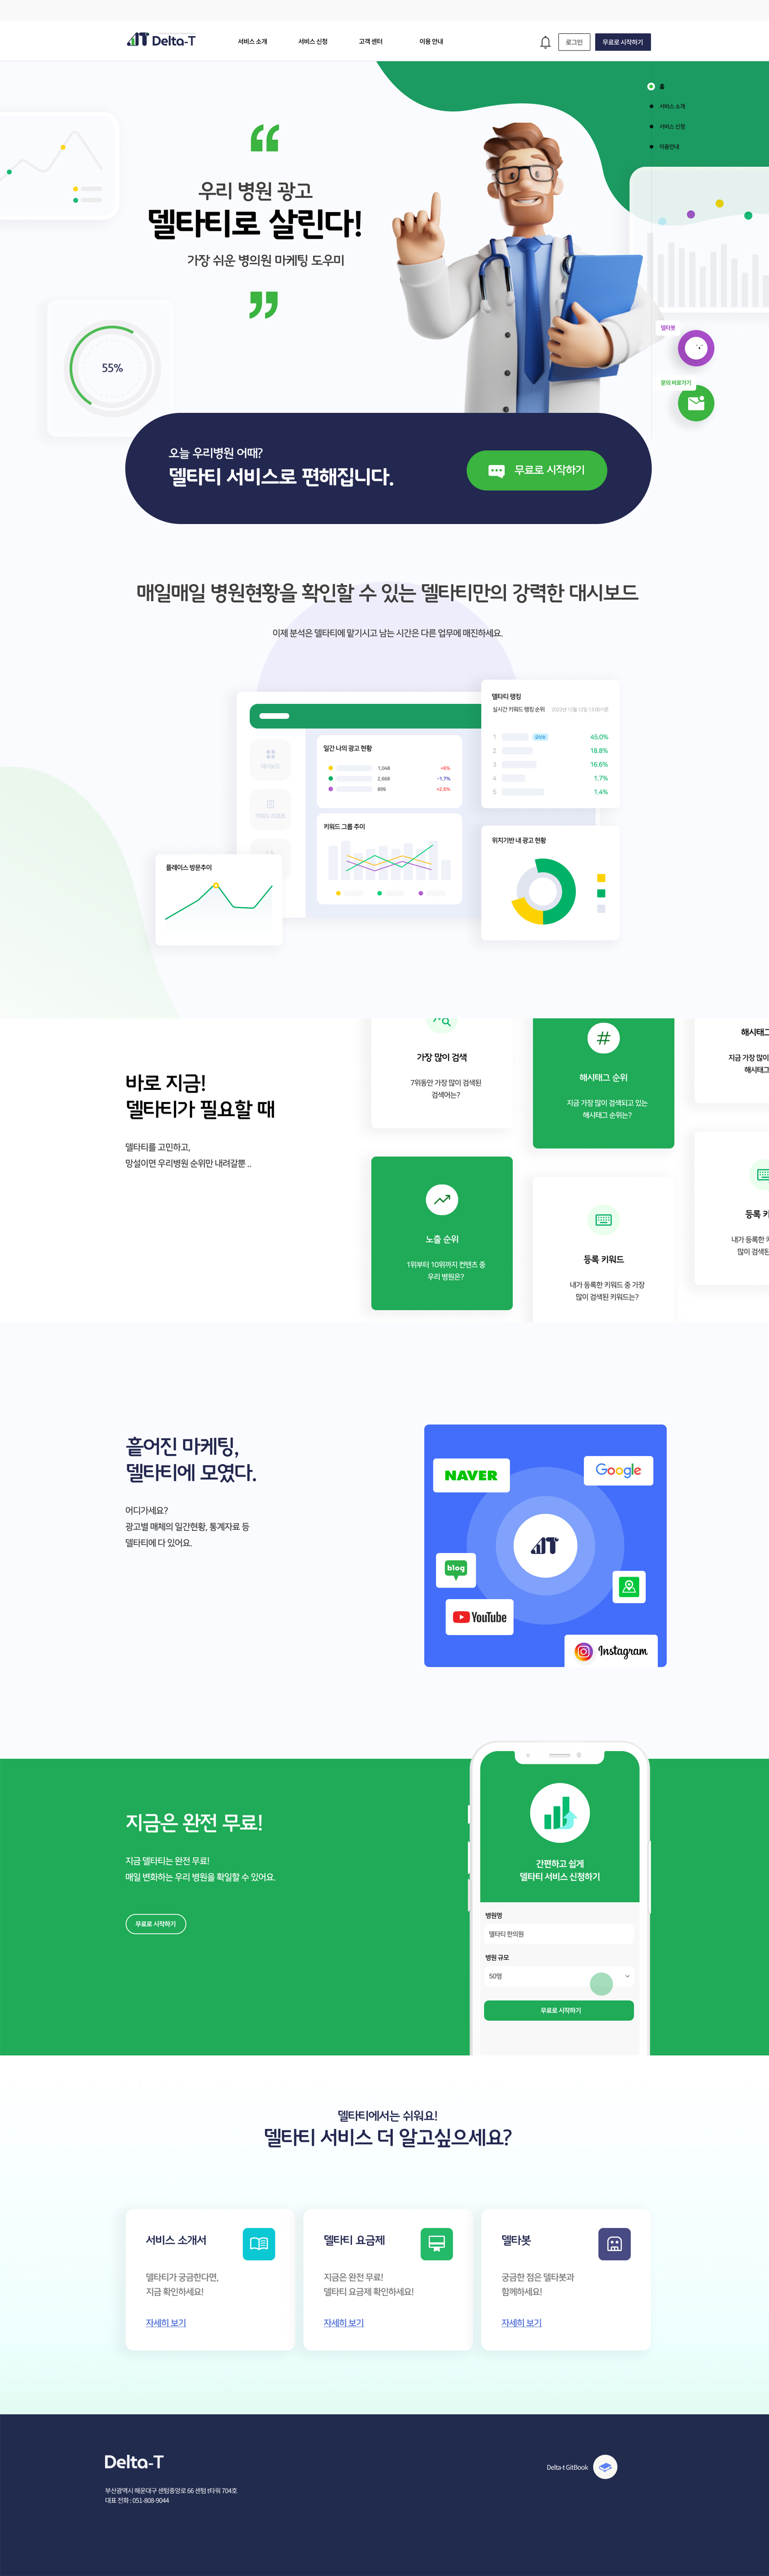 Delta-T
서비스 소개
서비스 신청
고객 센터
이용 안내
로그인
무료로 시작하기
홈
서비스 소개
서비스 신청
이용안내
우리 병원 광고
델타티로 살린다!
가장 쉬운 병의원 마케팅 도우미
55%
델타봇
문의 바로가기
오늘 우리병원 어때?
델타티 서비스로 편해집니다.
무료로 시작하기
매일매일 병원현황을 확인할 수 있는 델타티만의 강력한 대시보드
이제 분석은 델타티에 맡기시고 남는 시간은 다른 업무에 매진하세요.
델타티 랭킹
실시간 키워드 랭킹 순위
2022년 12월 12일 13:00기준
1 급상승 45.0%
2 18.8%
3 16.6%
4 1.7%
5 1.4%
대시보드
일간 나의 광고 현황
1,048 +6%
2,666 -1.7%
899 +2.6%
키워드 그룹 추이
위치기반 내 광고 현황
플레이스 방문추이
가장 많이 검색
7위동안 가장 많이 검색된
검색어는?
해시태그 순위
지금 가장 많이 검색되고 있는
해시태그 순위는?
해시태그
지금 가장 많이
해시태그
바로 지금!
델타티가 필요할 때
델타티를 고민하고,
망설이면 우리병원 순위만 내려갈뿐 ..
노출 순위
1위부터 10위까지 컨텐츠 중
우리 병원은?
등록 키워드
내가 등록한 키워드 중 가장
많이 검색된 키워드는?
등록 키
내가 등록한
많이 검색된
흩어진 마케팅,
델타티에 모였다.
어디가세요?
광고별 매체의 일간현황, 통계자료 등
델타티에 다 있어요.
NAVER
Google
blog
YouTube
Instagram
지금은 완전 무료!
지금 델타티는 완전 무료!
매일 변화하는 우리 병원을 확일할 수 있어요.
무료로 시작하기
간편하고 쉽게
델타티 서비스 신청하기
병원명
델타티 한의원
병원 규모
50명
무료로 시작하기
델타티에서는 쉬워요!
델타티 서비스 더 알고싶으세요?
서비스 소개서
델타티가 궁금한다면,
지금 확인하세요!
자세히 보기
델타티 요금제
지금은 완전 무료!
델타티 요금제 확인하세요!
자세히 보기
델타봇
궁금한 점은 델타봇과
함께하세요!
자세히 보기
Delta-T
부산광역시 해운대구 센텀중앙로 66 센텀 t타워 704호
대표 전화 : 051-808-9044
Delta-t GitBook